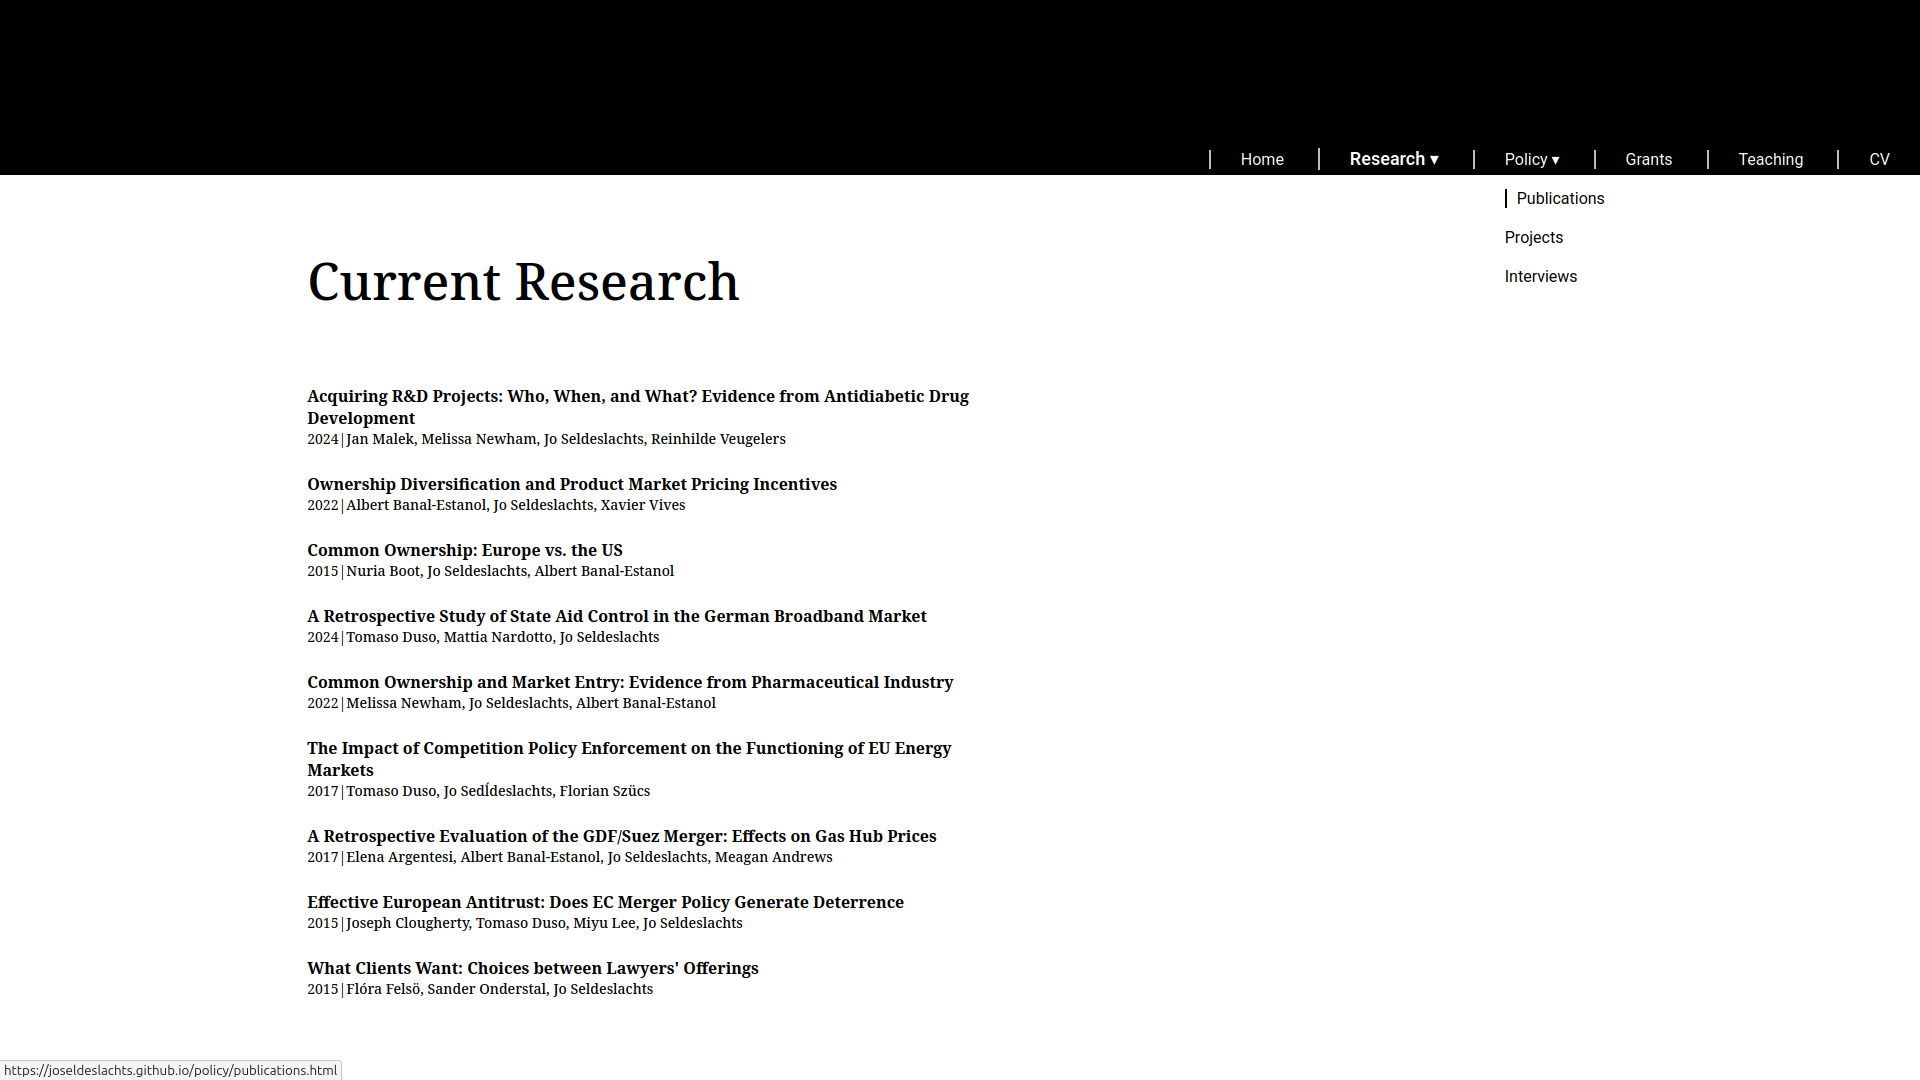 Home
Research ▾
Policy ▾
Grants
Teaching
CV
Publications
Projects
Interviews
Current Research
Acquiring R&D Projects: Who, When, and What? Evidence from Antidiabetic Drug
Development
2024|Jan Malek, Melissa Newham, Jo Seldeslachts, Reinhilde Veugelers
Ownership Diversification and Product Market Pricing Incentives
2022|Albert Banal-Estanol, Jo Seldeslachts, Xavier Vives
Common Ownership: Europe vs. the US
2015|Nuria Boot, Jo Seldeslachts, Albert Banal-Estanol
A Retrospective Study of State Aid Control in the German Broadband Market
2024|Tomaso Duso, Mattia Nardotto, Jo Seldeslachts
Common Ownership and Market Entry: Evidence from Pharmaceutical Industry
2022|Melissa Newham, Jo Seldeslachts, Albert Banal-Estanol
The Impact of Competition Policy Enforcement on the Functioning of EU Energy
Markets
2017|Tomaso Duso, Jo Sedĺdeslachts, Florian Szücs
A Retrospective Evaluation of the GDF/Suez Merger: Effects on Gas Hub Prices
2017|Elena Argentesi, Albert Banal-Estanol, Jo Seldeslachts, Meagan Andrews
Effective European Antitrust: Does EC Merger Policy Generate Deterrence
2015|Joseph Clougherty, Tomaso Duso, Miyu Lee, Jo Seldeslachts
What Clients Want: Choices between Lawyers' Offerings
2015|Flóra Felsö, Sander Onderstal, Jo Seldeslachts
https://joseldeslachts.github.io/policy/publications.html